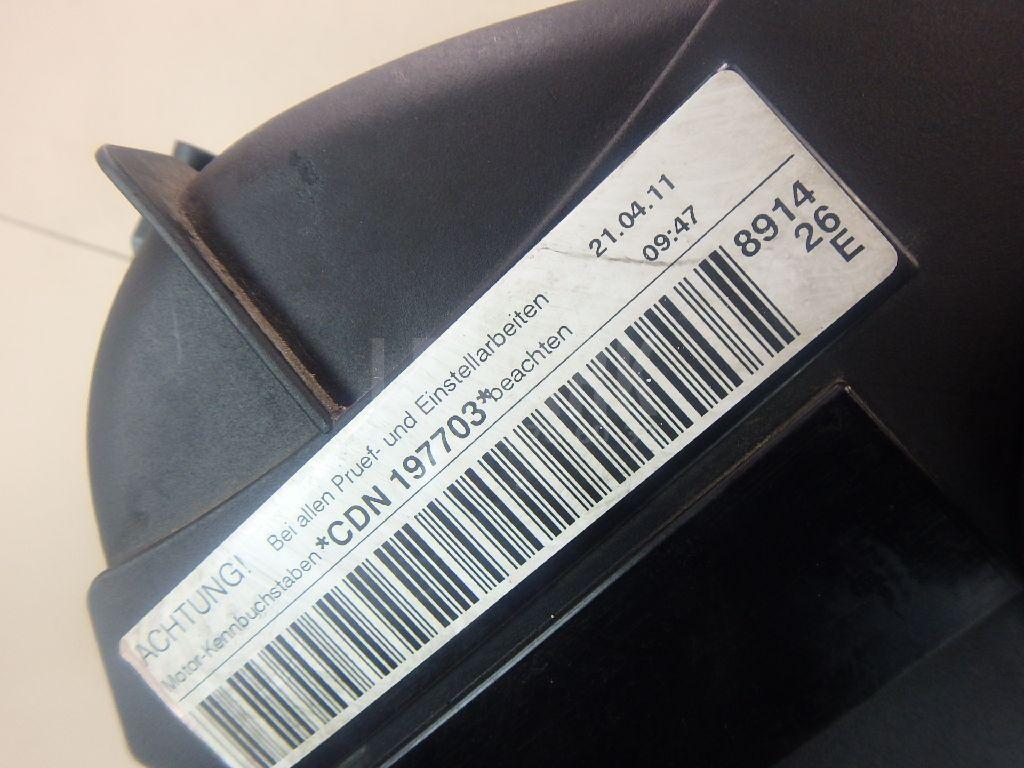 ACHTUNG! Bei allen Pruef- und Einstellarbeiten
Motor-Kennbuchstaben *CDN 197703* beachten
21.04.11
09:47
8914
26
E